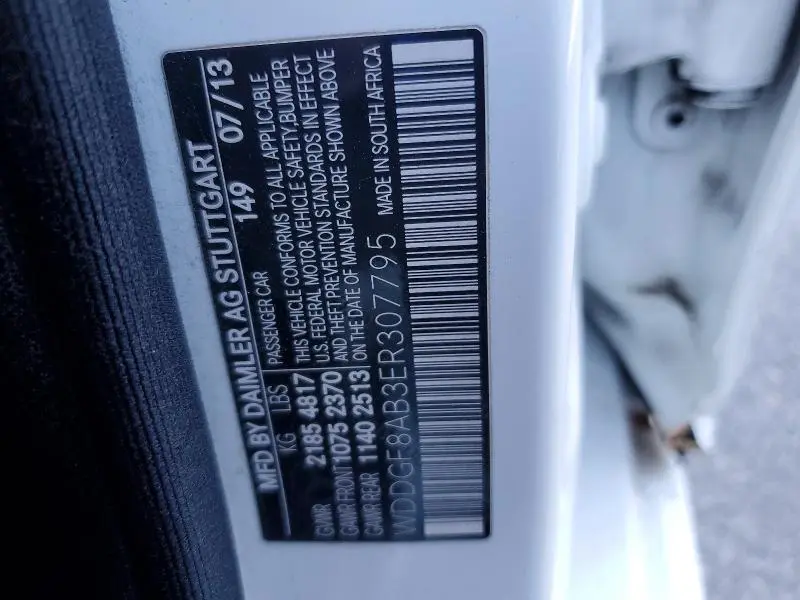 MFD BY DAIMLER AG STUTTGART
149 07/13
PASSENGER CAR
KG LBS
GVWR 2185 4817
GAWR FRONT 1075 2370
GAWR REAR 1140 2513
THIS VEHICLE CONFORMS TO ALL APPLICABLE
U.S. FEDERAL MOTOR VEHICLE SAFETY, BUMPER
AND THEFT PREVENTION STANDARDS IN EFFECT
ON THE DATE OF MANUFACTURE SHOWN ABOVE
WDDGF8AB3ER307795 MADE IN SOUTH AFRICA